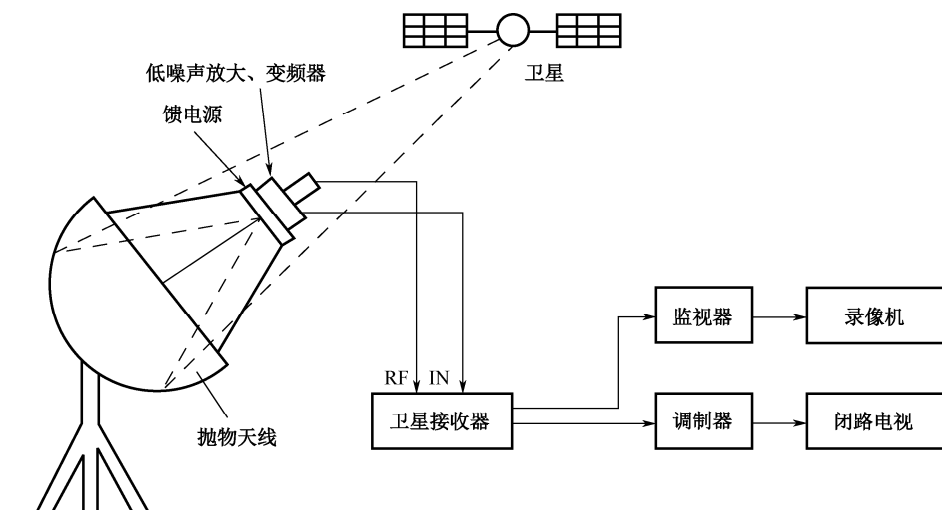 卫星
低噪声放大、变频器
馈电源
监视器
录像机
RF
IN
卫星接收器
调制器
闭路电视
抛物天线